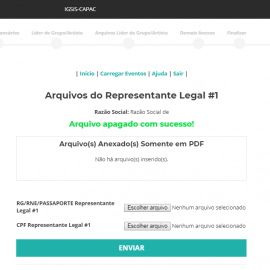 IGSIS-CAPAC
Líder do Grupo/Artista
Arquivos Líder do Grupo/Artista
Demais Anexos
Finalizar
| Início | Carregar Eventos | Ajuda | Sair |
Arquivos do Representante Legal #1
Razão Social: Razão Social de
Arquivo apagado com sucesso!
Arquivo(s) Anexado(s) Somente em PDF
Não há arquivo(s) inserido(s).
RG/RNE/PASSAPORTE Representante
Legal #1
Escolher arquivo Nenhum arquivo selecionado
CPF Representante Legal #1
Escolher arquivo Nenhum arquivo selecionado
ENVIAR